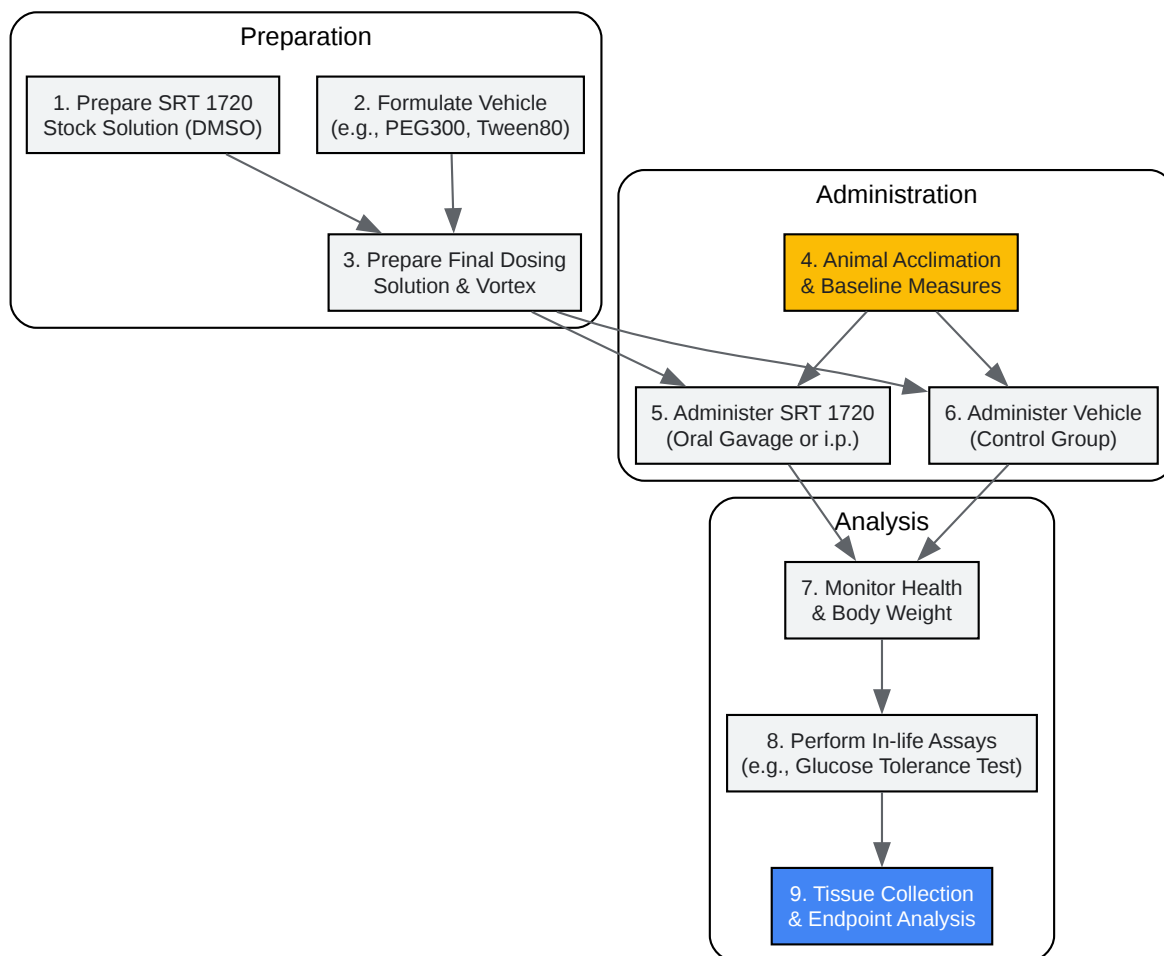 Preparation
1. Prepare SRT 1720
Stock Solution (DMSO)
2. Formulate Vehicle
(e.g., PEG300, Tween80)
3. Prepare Final Dosing
Solution & Vortex
Administration
4. Animal Acclimation
& Baseline Measures
5. Administer SRT 1720
(Oral Gavage or i.p.)
6. Administer Vehicle
(Control Group)
Analysis
7. Monitor Health
& Body Weight
8. Perform In-life Assays
(e.g., Glucose Tolerance Test)
9. Tissue Collection
& Endpoint Analysis